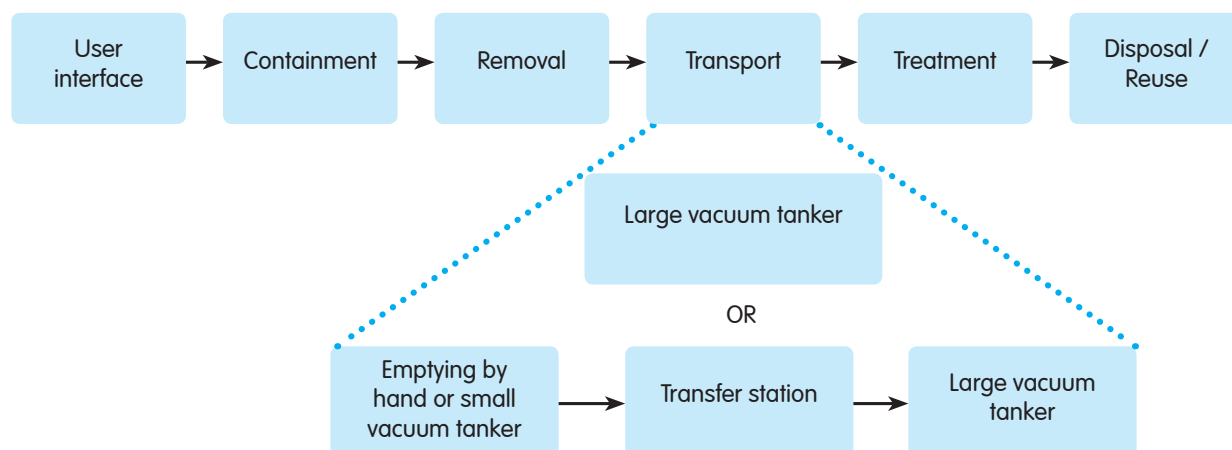 User
interface
Containment
Removal
Transport
Treatment
Disposal /
Reuse
Large vacuum tanker
OR
Emptying by
hand or small
vacuum tanker
Transfer station
Large vacuum
tanker